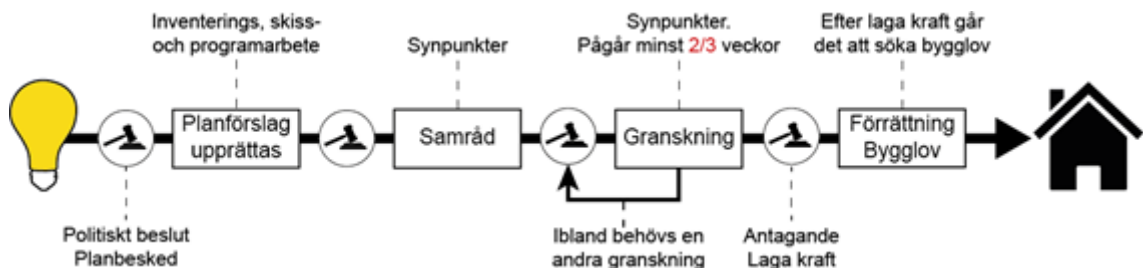 Inventerings, skiss-
och programarbete
Synpunkter
Synpunkter.
Pågår minst 2/3 veckor
Efter laga kraft går
det att söka bygglov
Planförslag
upprättas
Samråd
Granskning
Förrättning
Bygglov
Politiskt beslut
Planbesked
Ibland behövs en
andra granskning
Antagande
Laga kraft